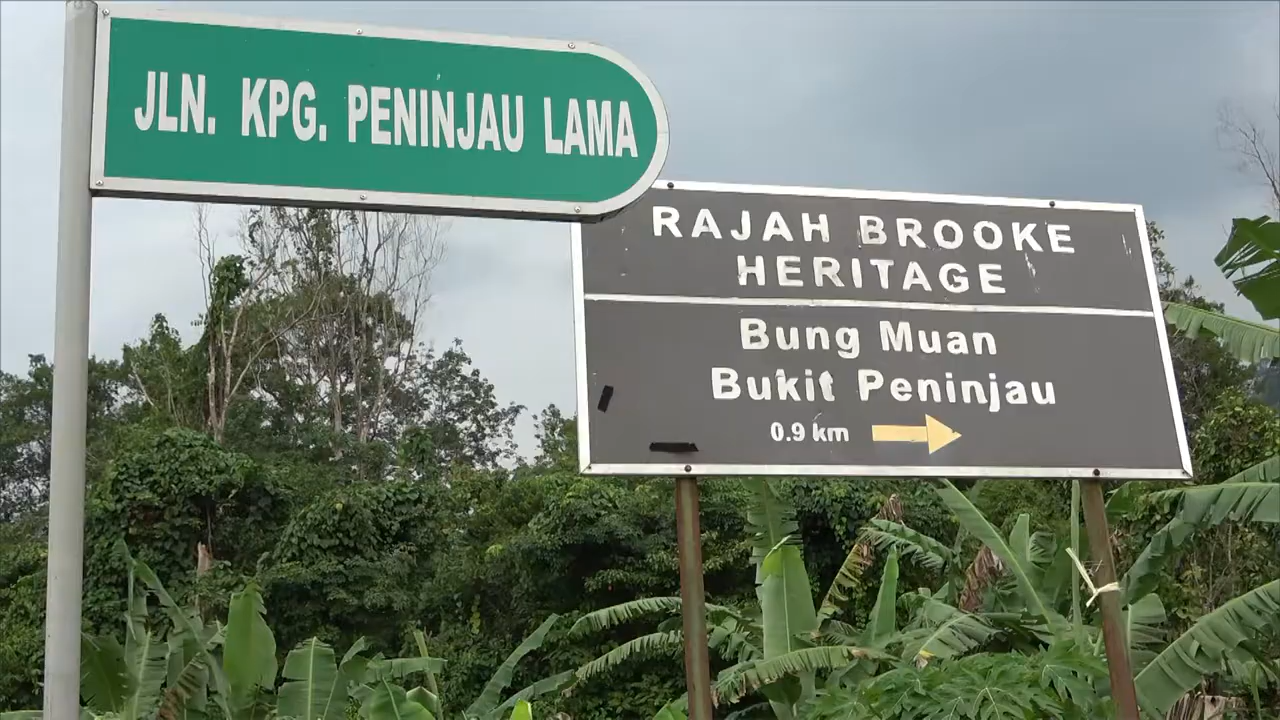 JLN. KPG. PENINJAU LAMA
RAJAH BROOKE
HERITAGE
Bung Muan
Bukit Peninjau
0.9 km